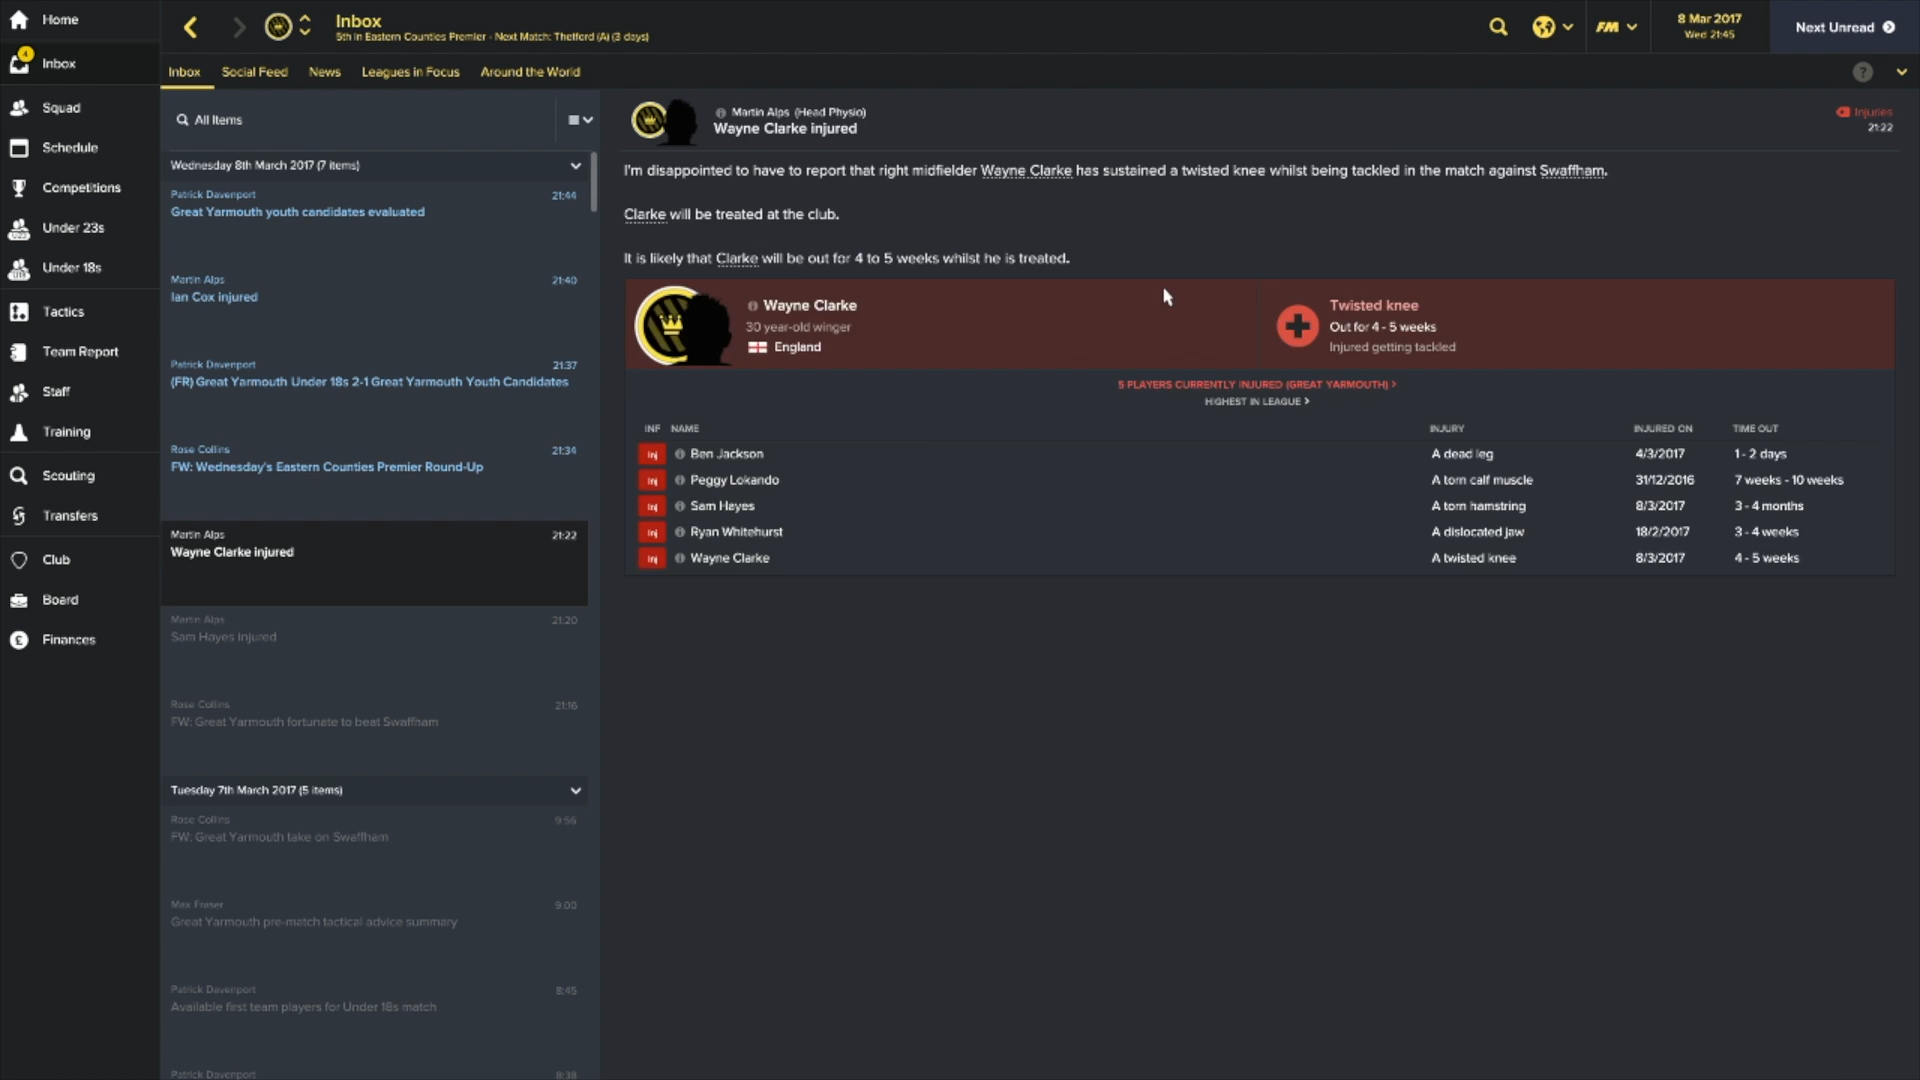 Home
Inbox
4
Squad
Schedule
Competitions
Under 23s
Under 18s
Tactics
Team Report
Staff
Training
Scouting
Transfers
Club
Board
Finances
Inbox
5th in Eastern Counties Premier - Next Match: Thetford (A) (3 days)
FM
8 Mar 2017
Wed 21:45
Next Unread
Inbox
Social Feed
News
Leagues in Focus
Around the World
?
All Items
Wednesday 8th March 2017 (7 items)
Patrick Davenport 21:44
Great Yarmouth youth candidates evaluated
Martin Alps 21:40
Ian Cox injured
Patrick Davenport 21:37
(FR) Great Yarmouth Under 18s 2-1 Great Yarmouth Youth Candidates
Rose Collins 21:34
FW: Wednesday's Eastern Counties Premier Round-Up
Martin Alps 21:22
Wayne Clarke injured
Martin Alps 21:20
Sam Hayes injured
Rose Collins 21:16
FW: Great Yarmouth fortunate to beat Swaffham
Tuesday 7th March 2017 (5 items)
Rose Collins 9:56
FW: Great Yarmouth take on Swaffham
Max Fraser 9:00
Great Yarmouth pre-match tactical advice summary
Patrick Davenport 8:45
Available first team players for Under 18s match
Patrick Davenport 8:38
Martin Alps (Head Physio)
Wayne Clarke injured
Injuries
21:22
I'm disappointed to have to report that right midfielder Wayne Clarke has sustained a twisted knee whilst being tackled in the match against Swaffham.
Clarke will be treated at the club.
It is likely that Clarke will be out for 4 to 5 weeks whilst he is treated.
Wayne Clarke
30 year-old winger
England
Twisted knee
Out for 4 - 5 weeks
Injured getting tackled
5 PLAYERS CURRENTLY INJURED (GREAT YARMOUTH) >
HIGHEST IN LEAGUE >
INF NAME INJURY INJURED ON TIME OUT
Inj Ben Jackson A dead leg 4/3/2017 1 - 2 days
Inj Peggy Lokando A torn calf muscle 31/12/2016 7 weeks - 10 weeks
Inj Sam Hayes A torn hamstring 8/3/2017 3 - 4 months
Inj Ryan Whitehurst A dislocated jaw 18/2/2017 3 - 4 weeks
Inj Wayne Clarke A twisted knee 8/3/2017 4 - 5 weeks